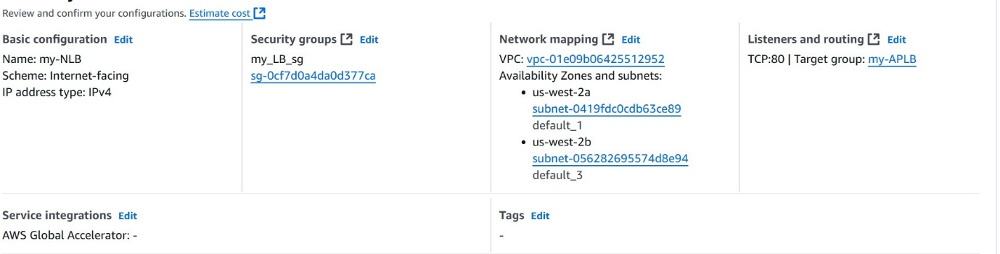 Review and confirm your configurations. Estimate cost
Basic configuration Edit
Name: my-NLB
Scheme: Internet-facing
IP address type: IPv4
Security groups Edit
my_LB_sg
sg-0cf7d0a4da0d377ca
Network mapping Edit
VPC: vpc-01e09b06425512952
Availability Zones and subnets:
• us-west-2a
subnet-0419fdc0cdb63ce89
default_1
• us-west-2b
subnet-056282695574d8e94
default_3
Listeners and routing Edit
TCP:80 | Target group: my-APLB
Service integrations Edit
AWS Global Accelerator: -
Tags Edit
-